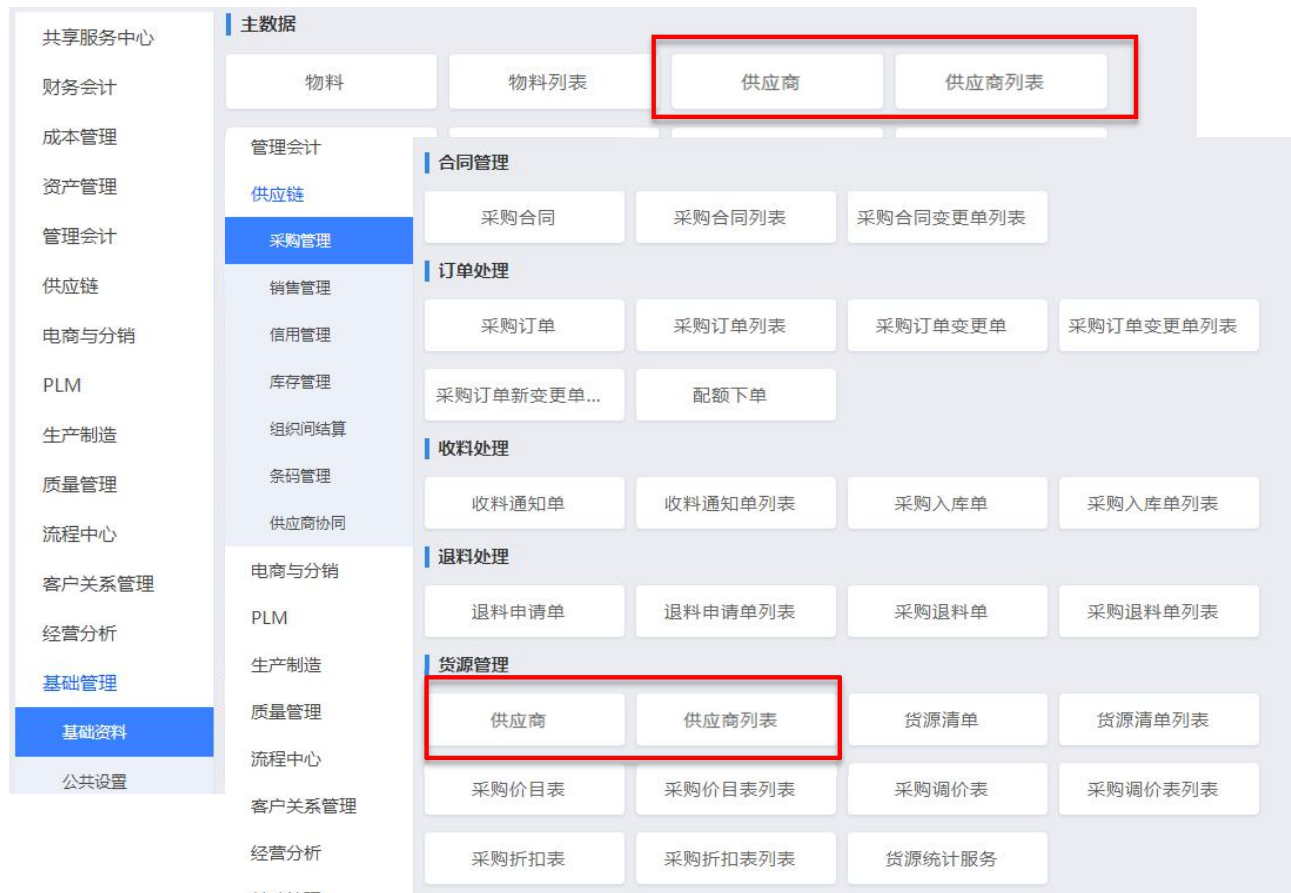 共享服务中心
财务会计
成本管理
资产管理
管理会计
供应链
电商与分销
PLM
生产制造
质量管理
流程中心
客户关系管理
经营分析
基础管理
基础资料
公共设置
主数据
物料 物料列表 供应商 供应商列表
管理会计
供应链
采购管理
销售管理
信用管理
库存管理
组织间结算
条码管理
供应商协同
电商与分销
PLM
生产制造
质量管理
流程中心
客户关系管理
经营分析
合同管理
采购合同 采购合同列表 采购合同变更单列表
订单处理
采购订单 采购订单列表 采购订单变更单 采购订单变更单列表
采购订单新变更单... 配额下单
收料处理
收料通知单 收料通知单列表 采购入库单 采购入库单列表
退料处理
退料申请单 退料申请单列表 采购退料单 采购退料单列表
货源管理
供应商 供应商列表 货源清单 货源清单列表
采购价目表 采购价目表列表 采购调价表 采购调价表列表
采购折扣表 采购折扣表列表 货源统计服务